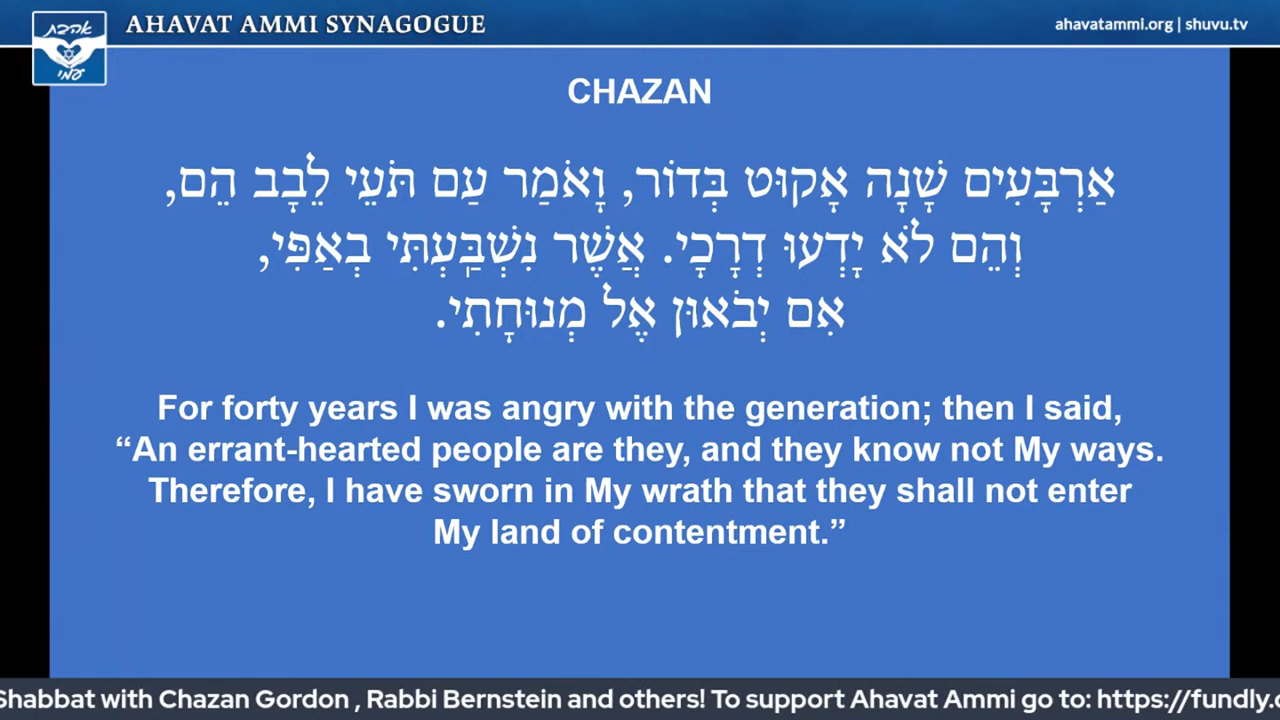 אהבת
עמי
AHAVAT AMMI SYNAGOGUE
ahavatammi.org | shuvu.tv
CHAZAN
אַרְבָּעִים שָׁנָה אָקוּט בְּדוֹר, וָאֹמַר עַם תֹּעֵי לֵבָב הֵם,
וְהֵם לֹא יָדְעוּ דְרָכָי. אֲשֶׁר נִשְׁבַּעְתִּי בְאַפִּי,
אִם יְבֹאוּן אֶל מְנוּחָתִי.
For forty years I was angry with the generation; then I said,
“An errant-hearted people are they, and they know not My ways.
Therefore, I have sworn in My wrath that they shall not enter
My land of contentment.”
Shabbat with Chazan Gordon , Rabbi Bernstein and others! To support Ahavat Ammi go to: https://fundly.